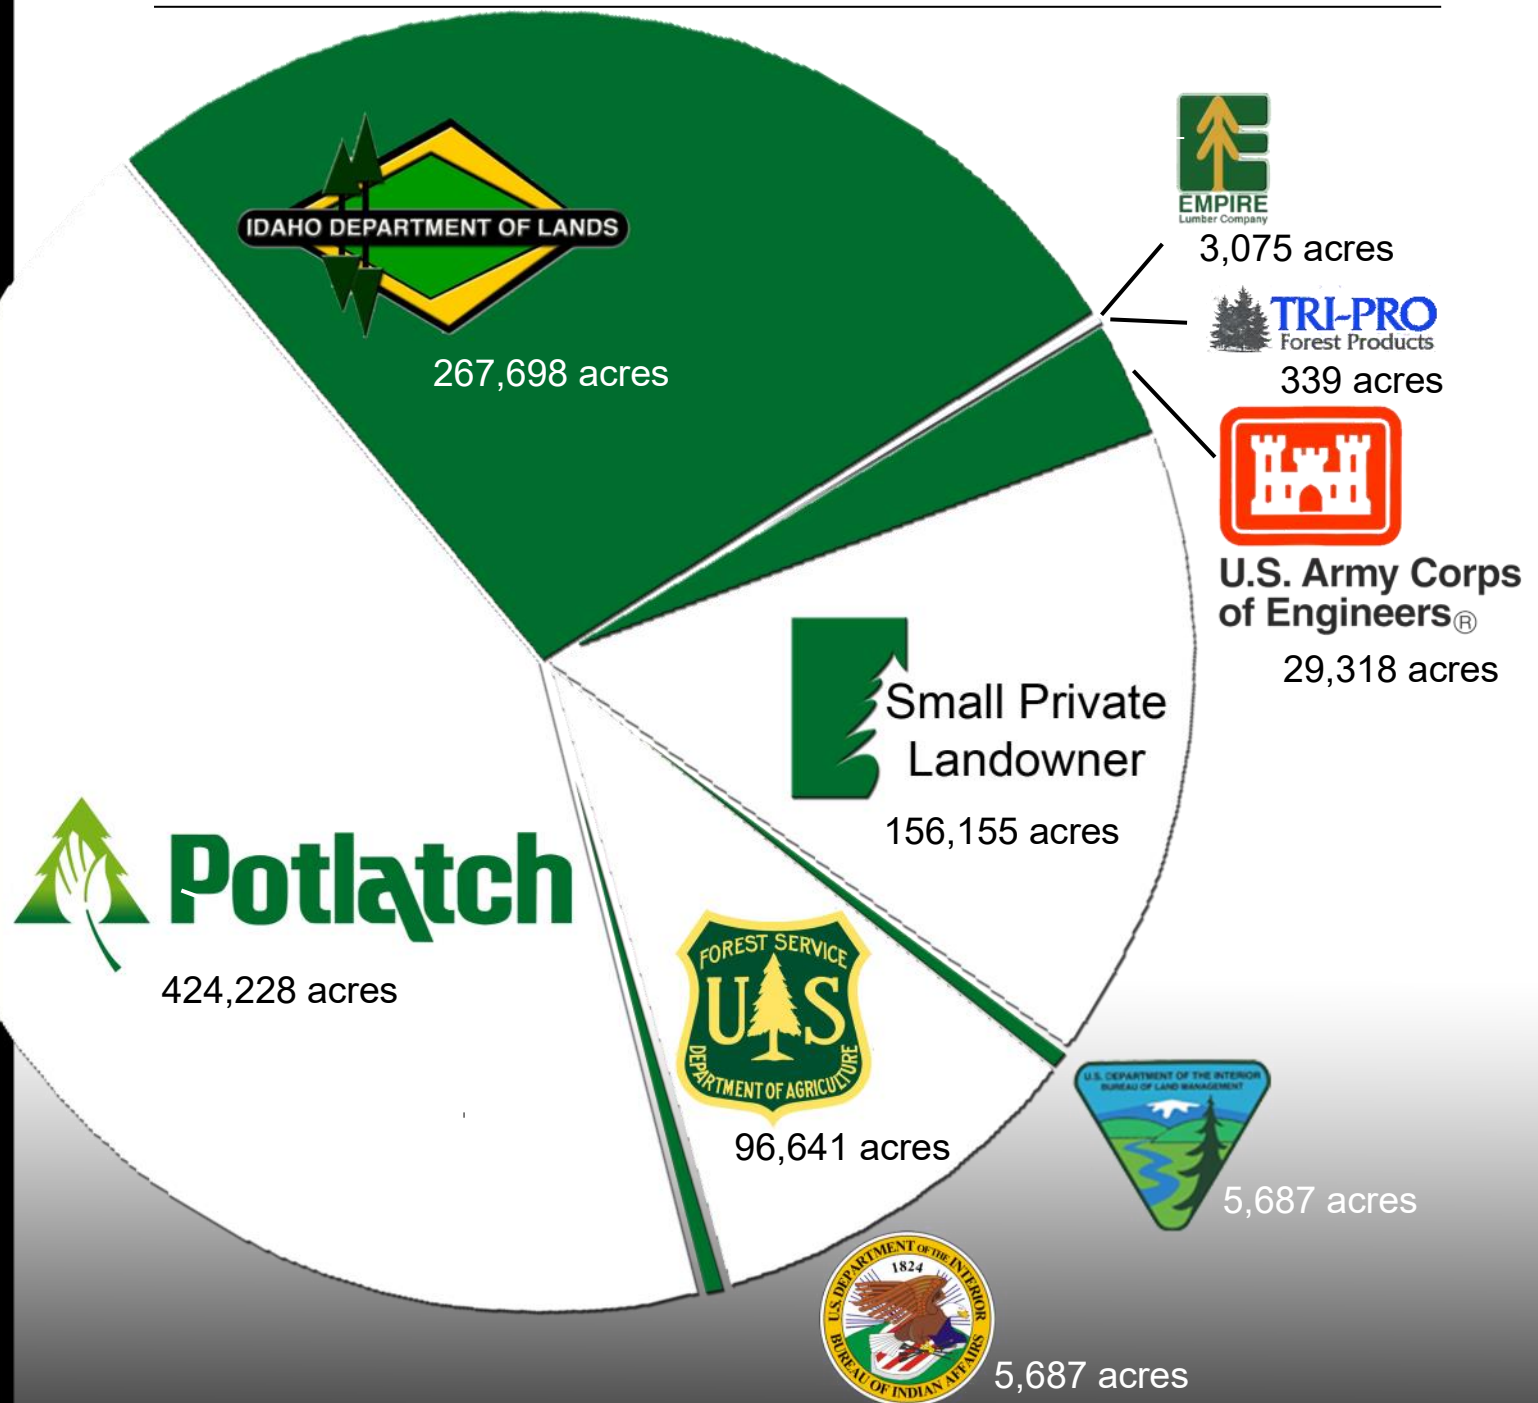 IDAHO DEPARTMENT OF LANDS
267,698 acres
EMPIRE
Lumber Company
3,075 acres
TRI-PRO
Forest Products
339 acres
U.S. Army Corps
of Engineers®
29,318 acres
Small Private
Landowner
156,155 acres
Potlatch
424,228 acres
FOREST SERVICE
U S
DEPARTMENT OF AGRICULTURE
96,641 acres
U.S. DEPARTMENT OF THE INTERIOR
BUREAU OF LAND MANAGEMENT
5,687 acres
U.S. DEPARTMENT OF THE INTERIOR
1824
BUREAU OF INDIAN AFFAIRS
5,687 acres